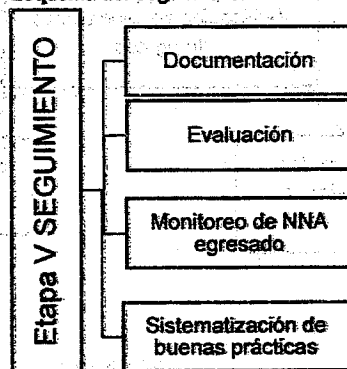 Etapa V SEGUIMIENTO
Documentación
Evaluación
Monitoreo de NNA
egresado
Sistematización de
buenas prácticas